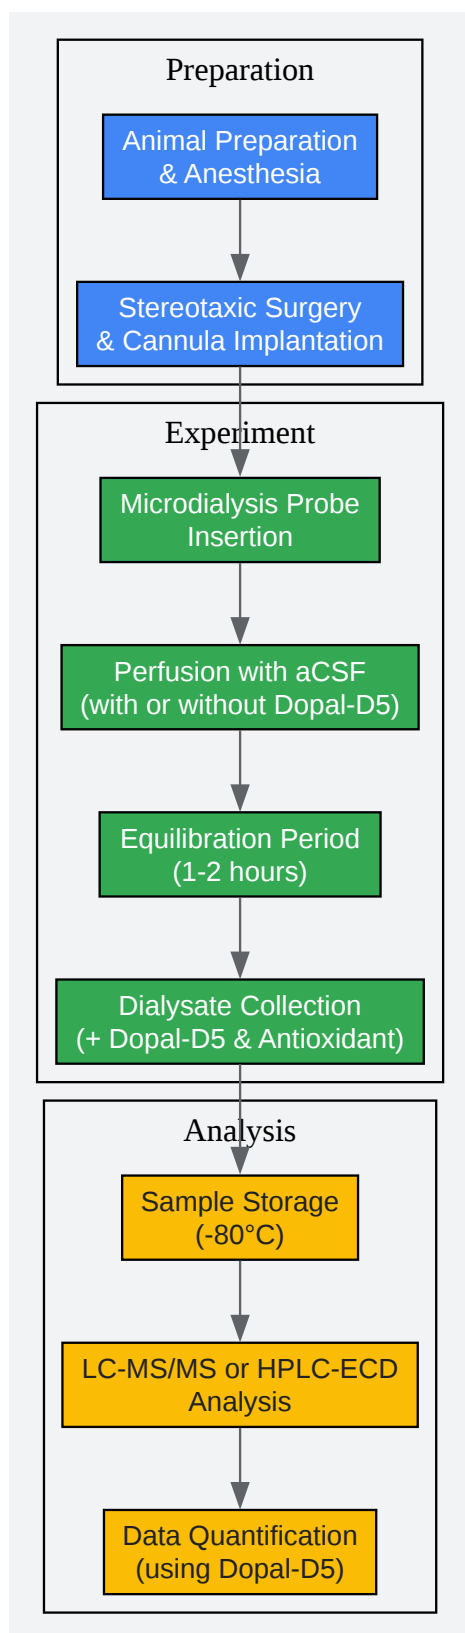 Preparation
Animal Preparation
& Anesthesia
Stereotaxic Surgery
& Cannula Implantation
Experiment
Microdialysis Probe
Insertion
Perfusion with aCSF
(with or without Dopal-D5)
Equilibration Period
(1-2 hours)
Dialysate Collection
(+ Dopal-D5 & Antioxidant)
Analysis
Sample Storage
(-80°C)
LC-MS/MS or HPLC-ECD
Analysis
Data Quantification
(using Dopal-D5)